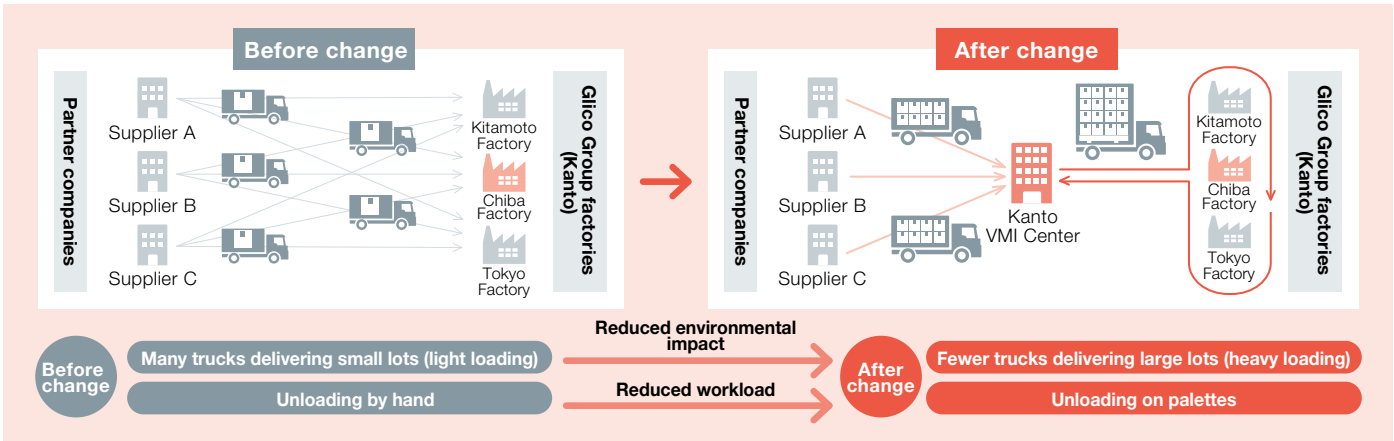 Before change
Partner companies
Supplier A
Supplier B
Supplier C
Kitamoto
Factory
Chiba
Factory
Tokyo
Factory
Glico Group factories
(Kanto)
After change
Partner companies
Supplier A
Supplier B
Supplier C
Kanto
VMI Center
Kitamoto
Factory
Chiba
Factory
Tokyo
Factory
Glico Group factories
(Kanto)
Before
change
Many trucks delivering small lots (light loading)
Unloading by hand
Reduced environmental
impact
Reduced workload
After
change
Fewer trucks delivering large lots (heavy loading)
Unloading on palettes